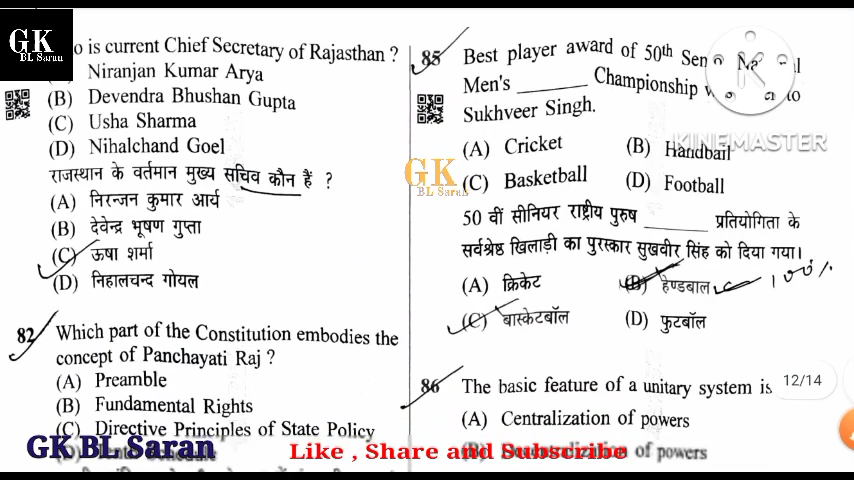 GK
BL Saran
o is current Chief Secretary of Rajasthan ?
Niranjan Kumar Arya
(B) Devendra Bhushan Gupta
(C) Usha Sharma
(D) Nihalchand Goel
राजस्थान के वर्तमान मुख्य सचिव कौन हैं ?
(A) निरन्जन कुमार आर्य
(B) देवेन्द्र भूषण गुप्ता
(C) ऊषा शर्मा
(D) निहालचन्द गोयल
82 Which part of the Constitution embodies the
concept of Panchayati Raj ?
(A) Preamble
(B) Fundamental Rights
(C) Directive Principles of State Policy
GK BL Saran
85 Best player award of 50th
Men's ________ Championship
Sukhveer Singh.
(A) Cricket (B) Handball
(C) Basketball (D) Football
K
KINEMASTER
GK
BL Saran
50 वीं सीनियर राष्ट्रीय पुरुष ________ प्रतियोगिता के
सर्वश्रेष्ठ खिलाड़ी का पुरस्कार सुखवीर सिंह को दिया गया।
(A) क्रिकेट (B) हेण्डबाल 100%
(C) बास्केटबॉल (D) फुटबॉल
86 The basic feature of a unitary system is
12/14
(A) Centralization of powers
(B) Decentralization of powers
Like , Share and Subscribe